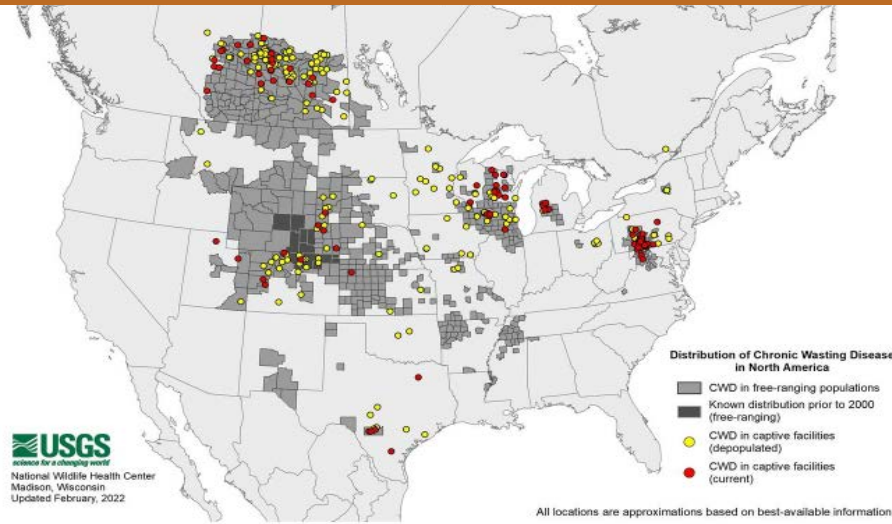 Distribution of Chronic Wasting Disease
in North America
CWD in free-ranging populations
Known distribution prior to 2000
(free-ranging)
CWD in captive facilities
(depopulated)
CWD in captive facilities
(current)
USGS
science for a changing world
National Wildlife Health Center
Madison, Wisconsin
Updated February, 2022
All locations are approximations based on best-available information